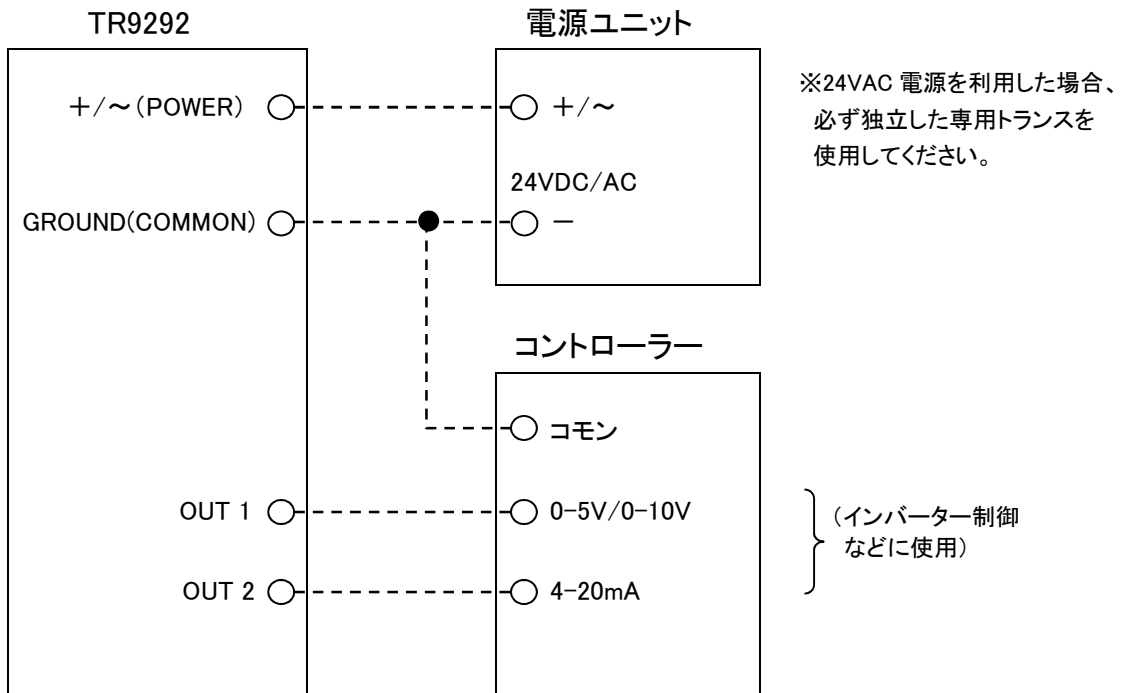 TR9292
電源ユニット
+/～(POWER)
+/～
※24VAC 電源を利用した場合、
必ず独立した専用トランスを
使用してください。
24VDC/AC
GROUND(COMMON)
－
コントローラー
コモン
OUT 1
0-5V/0-10V
OUT 2
4-20mA
(インバーター制御
などに使用)